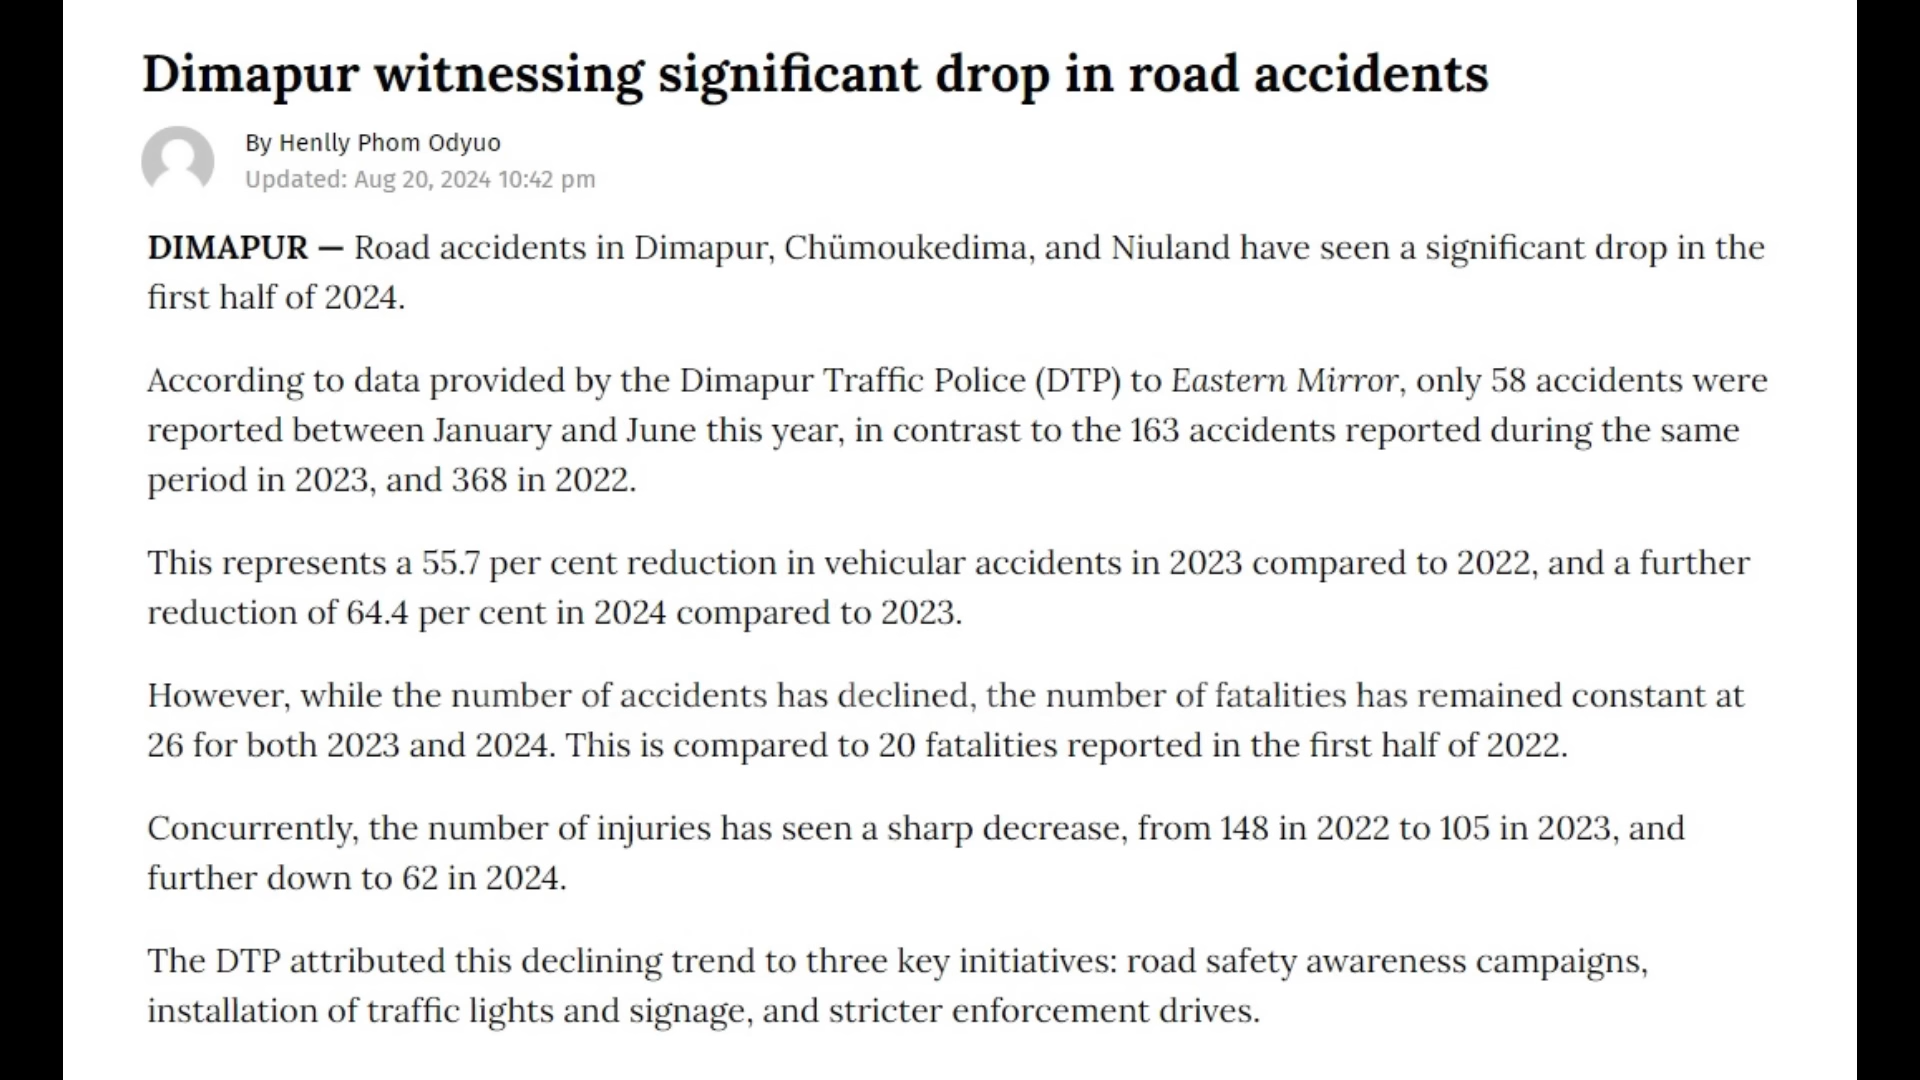 Dimapur witnessing significant drop in road accidents
By Henlly Phom Odyuo
Updated: Aug 20, 2024 10:42 pm
DIMAPUR — Road accidents in Dimapur, Chümoukedima, and Niuland have seen a significant drop in the
first half of 2024.
According to data provided by the Dimapur Traffic Police (DTP) to Eastern Mirror, only 58 accidents were
reported between January and June this year, in contrast to the 163 accidents reported during the same
period in 2023, and 368 in 2022.
This represents a 55.7 per cent reduction in vehicular accidents in 2023 compared to 2022, and a further
reduction of 64.4 per cent in 2024 compared to 2023.
However, while the number of accidents has declined, the number of fatalities has remained constant at
26 for both 2023 and 2024. This is compared to 20 fatalities reported in the first half of 2022.
Concurrently, the number of injuries has seen a sharp decrease, from 148 in 2022 to 105 in 2023, and
further down to 62 in 2024.
The DTP attributed this declining trend to three key initiatives: road safety awareness campaigns,
installation of traffic lights and signage, and stricter enforcement drives.